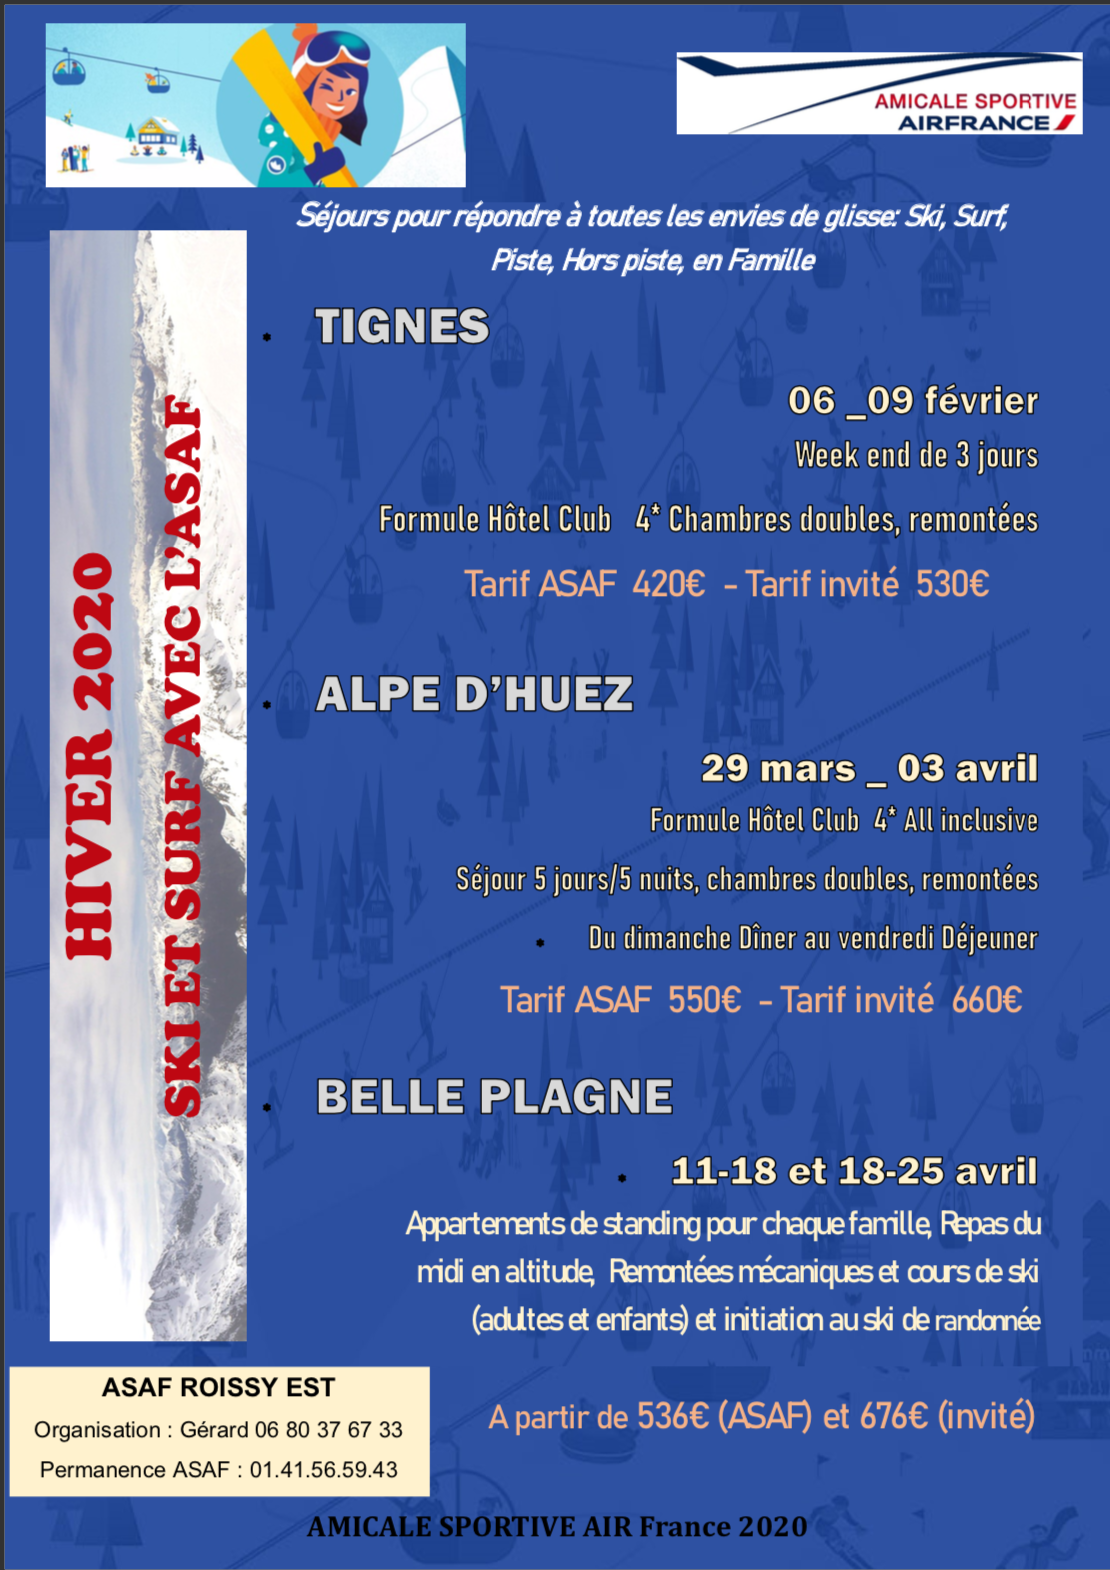 AMICALE SPORTIVE
AIRFRANCE
Séjours pour répondre à toutes les envies de glisse: Ski, Surf,
Piste, Hors piste, en Famille
HIVER 2020
SKI ET SURF AVEC L'ASAF
TIGNES
06 _09 février
Week end de 3 jours
Formule Hôtel Club 4* Chambres doubles, remontées
Tarif ASAF 420€ - Tarif invité 530€
ALPE D'HUEZ
29 mars _ 03 avril
Formule Hôtel Club 4* All inclusive
Séjour 5 jours/5 nuits, chambres doubles, remontées
Du dimanche Dîner au vendredi Déjeuner
Tarif ASAF 550€ - Tarif invité 660€
BELLE PLAGNE
11-18 et 18-25 avril
Appartements de standing pour chaque famille, Repas du
midi en altitude, Remontées mécaniques et cours de ski
(adultes et enfants) et initiation au ski de randonnée
A partir de 536€ (ASAF) et 676€ (invité)
ASAF ROISSY EST
Organisation : Gérard 06 80 37 67 33
Permanence ASAF : 01.41.56.59.43
AMICALE SPORTIVE AIR France 2020